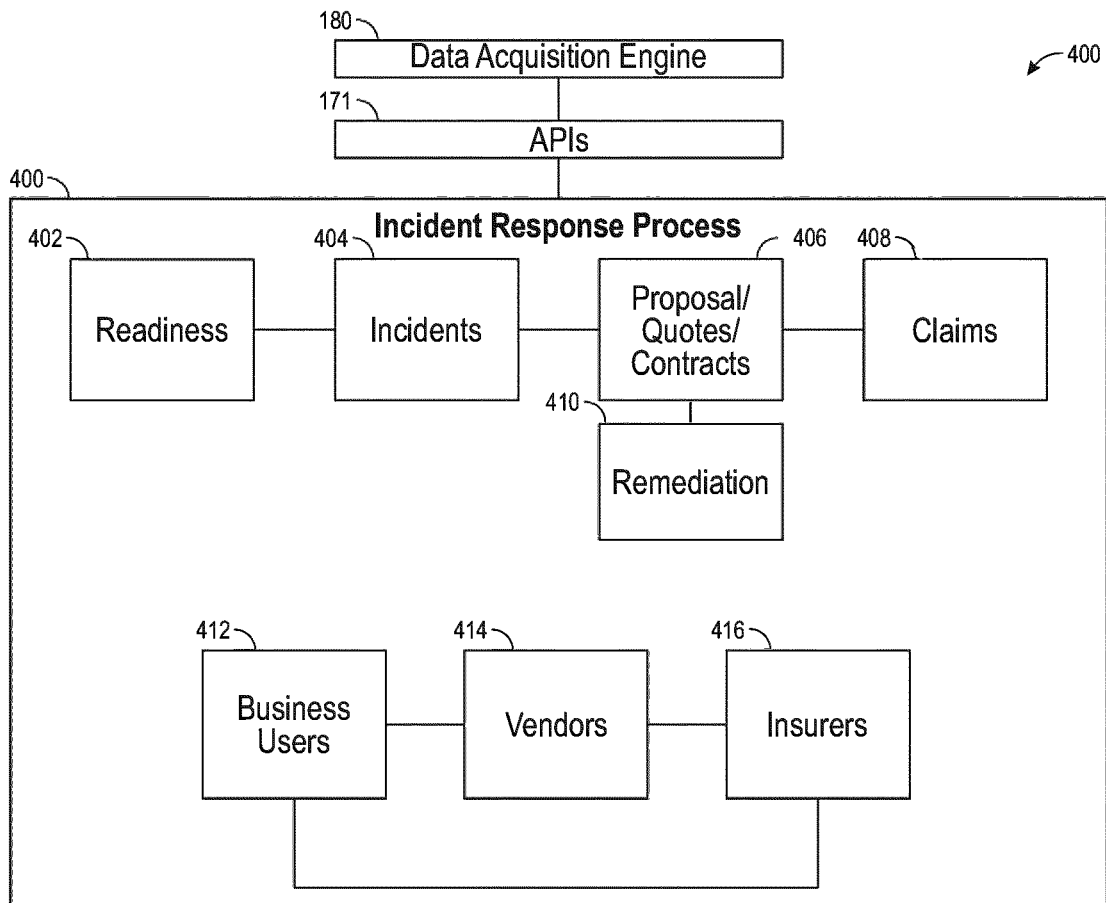 180
Data Acquisition Engine
400
171
APIs
400
Incident Response Process
402
404
406
408
Readiness
Incidents
Proposal/
Quotes/
Contracts
Claims
410
Remediation
412
414
416
Business
Users
Vendors
Insurers